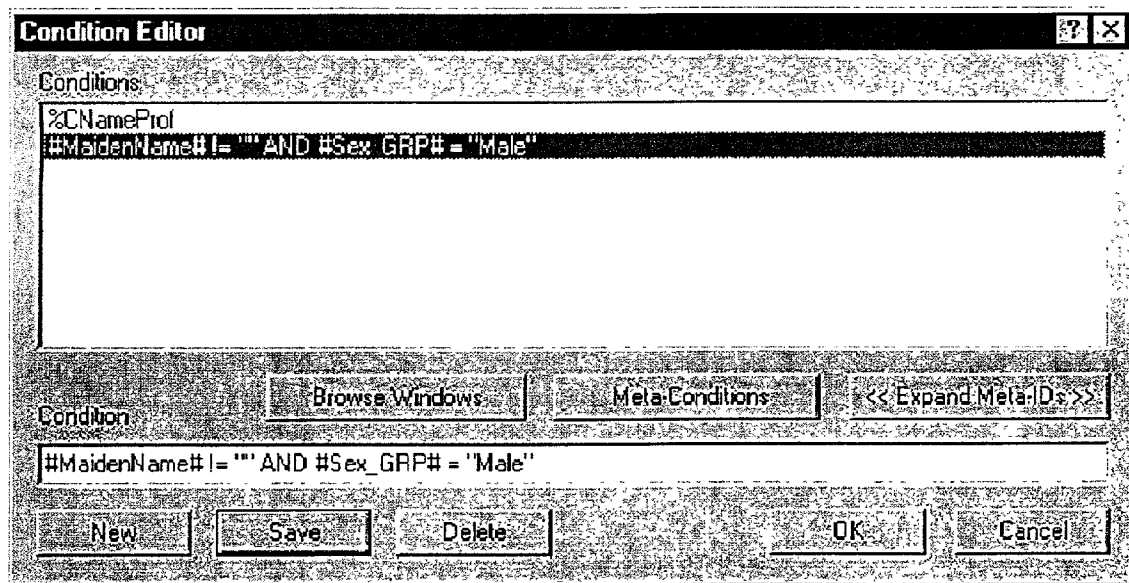 Condition Editor ? X
Conditions
%CNameProf
#MaidenName# != "" AND #Sex_GRP# = "Male"
Browse Windows Meta-Conditions << Expand Meta-IDs >>
Condition
#MaidenName# != "" AND #Sex_GRP# = "Male"
New Save Delete OK Cancel